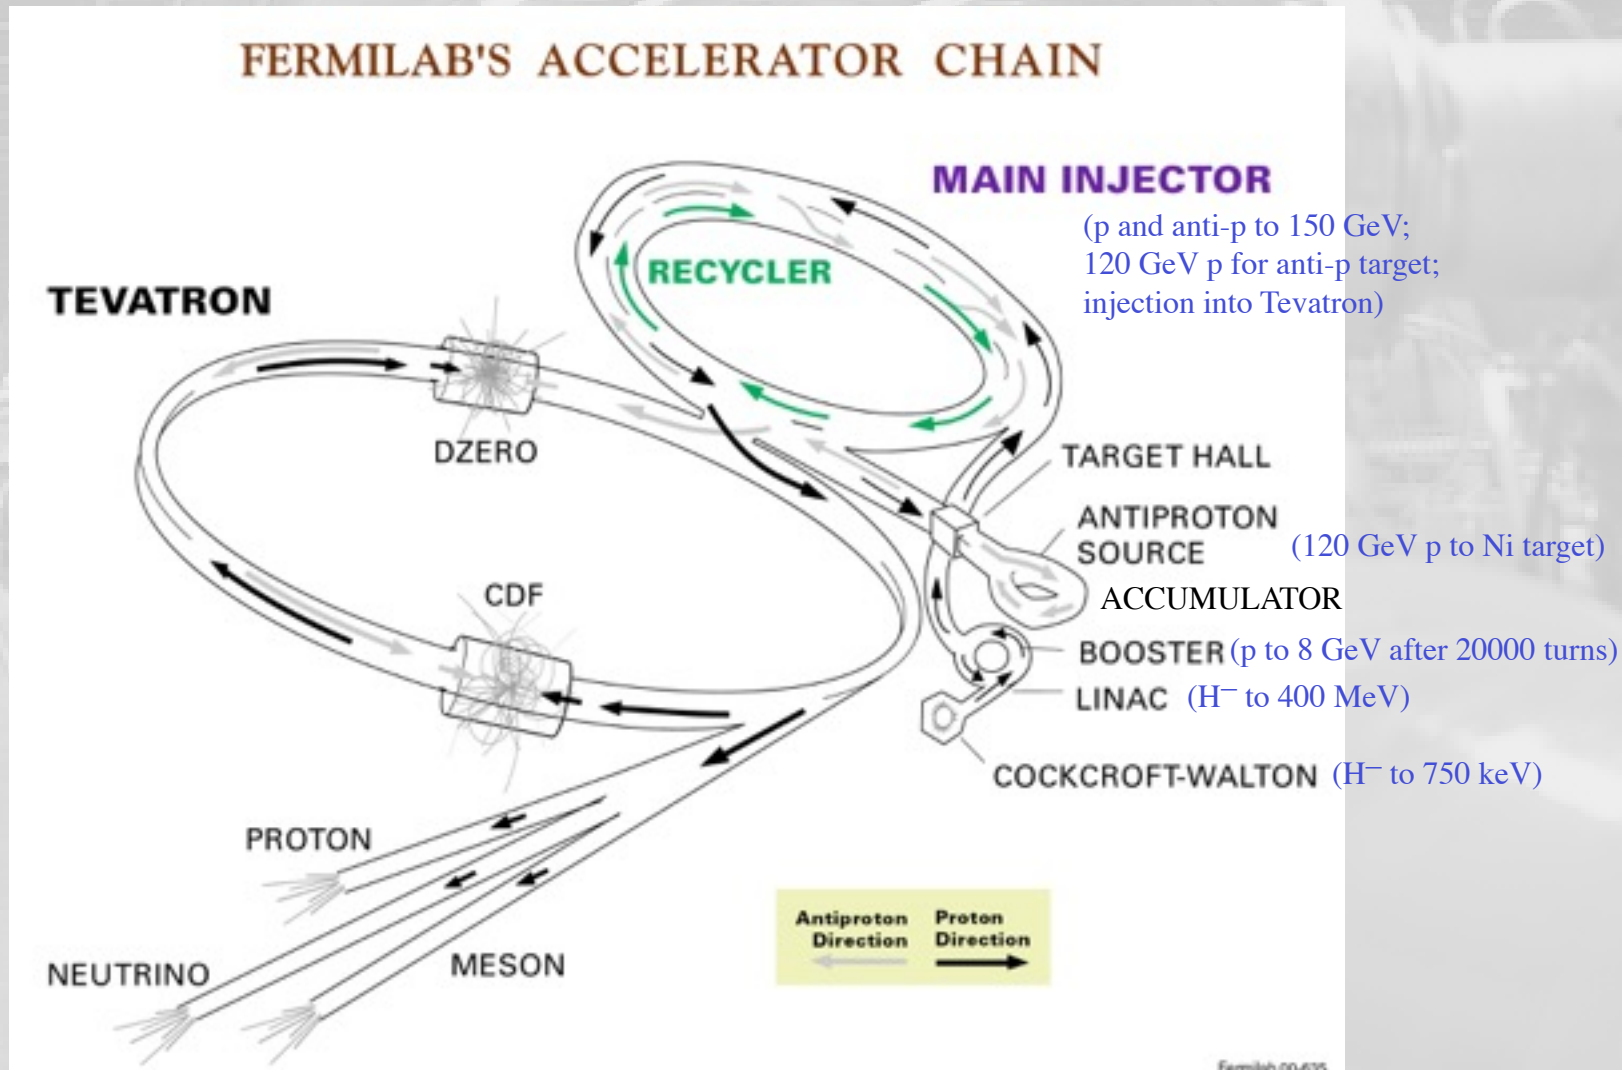 FERMILAB'S ACCELERATOR CHAIN
MAIN INJECTOR
(p and anti-p to 150 GeV;
120 GeV p for anti-p target;
injection into Tevatron)
RECYCLER
TEVATRON
DZERO
TARGET HALL
ANTIPROTON
SOURCE
(120 GeV p to Ni target)
CDF
ACCUMULATOR
BOOSTER (p to 8 GeV after 20000 turns)
LINAC (H⁻ to 400 MeV)
COCKCROFT-WALTON (H⁻ to 750 keV)
PROTON
NEUTRINO
MESON
Antiproton
Direction
Proton
Direction